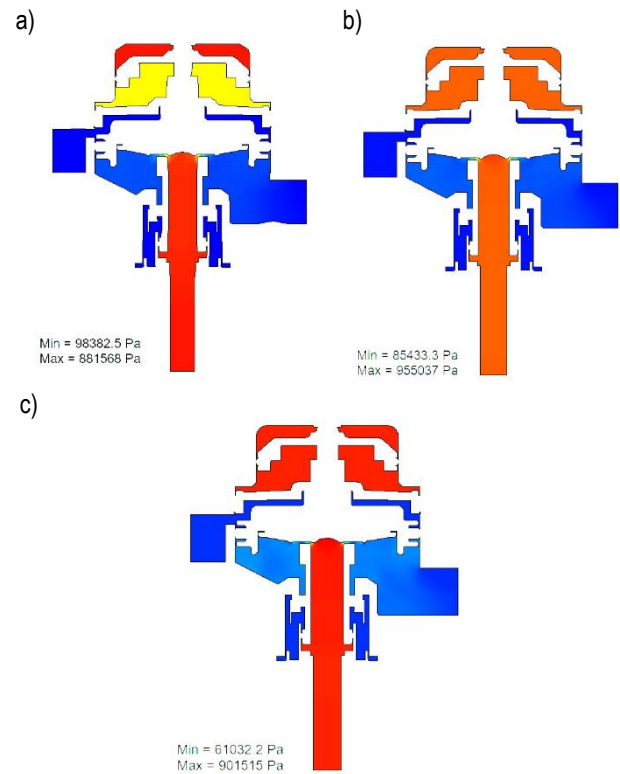 a)
b)
Min = 98382.5 Pa
Max = 881568 Pa
Min = 85433.3 Pa
Max = 955037 Pa
c)
Min = 61032.2 Pa
Max = 901515 Pa